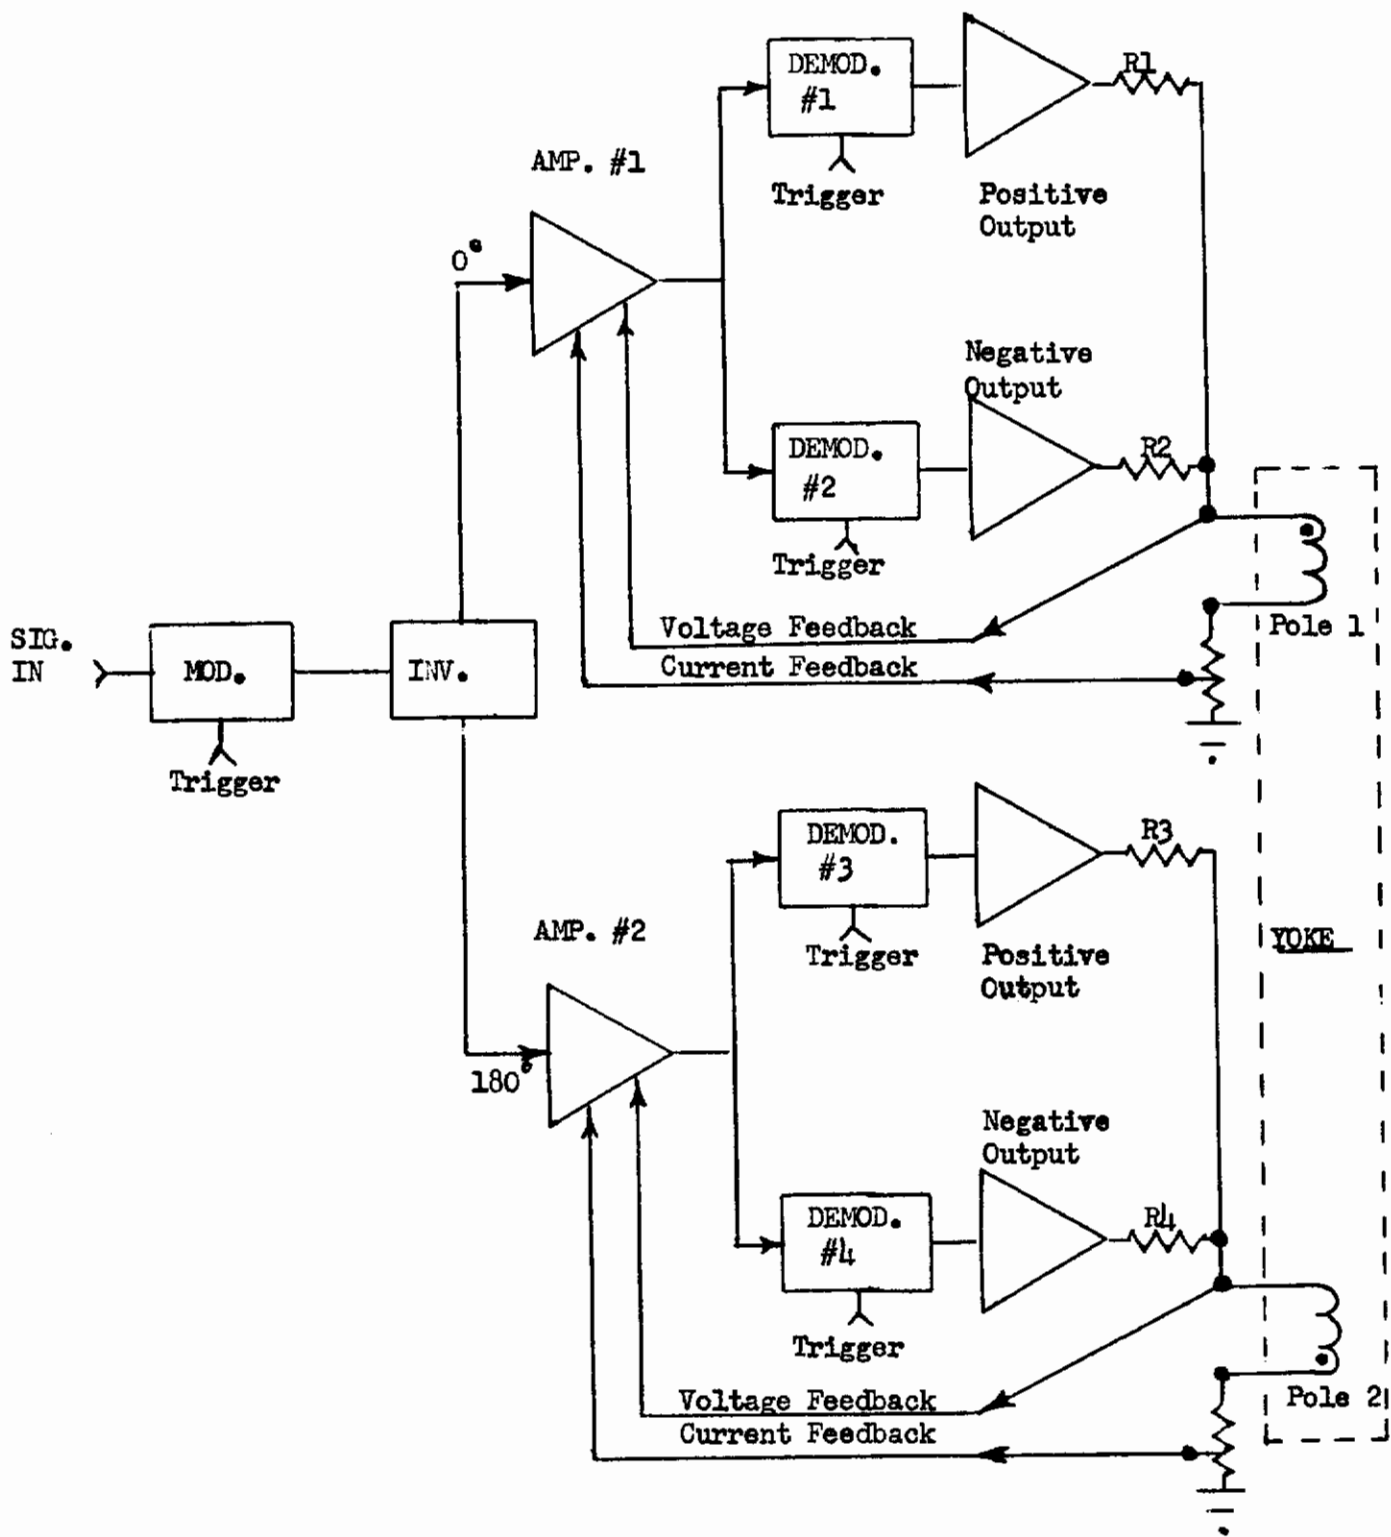 DEMOD.
#1
R1
AMP. #1
Trigger
Positive
Output
0°
Negative
Output
DEMOD.
#2
R2
Trigger
SIG.
IN
MOD.
INV.
Voltage Feedback
Current Feedback
Pole 1
Trigger
DEMOD.
#3
R3
AMP. #2
Trigger
Positive
Output
YOKE
180°
Negative
Output
DEMOD.
#4
R4
Trigger
Voltage Feedback
Current Feedback
Pole 2